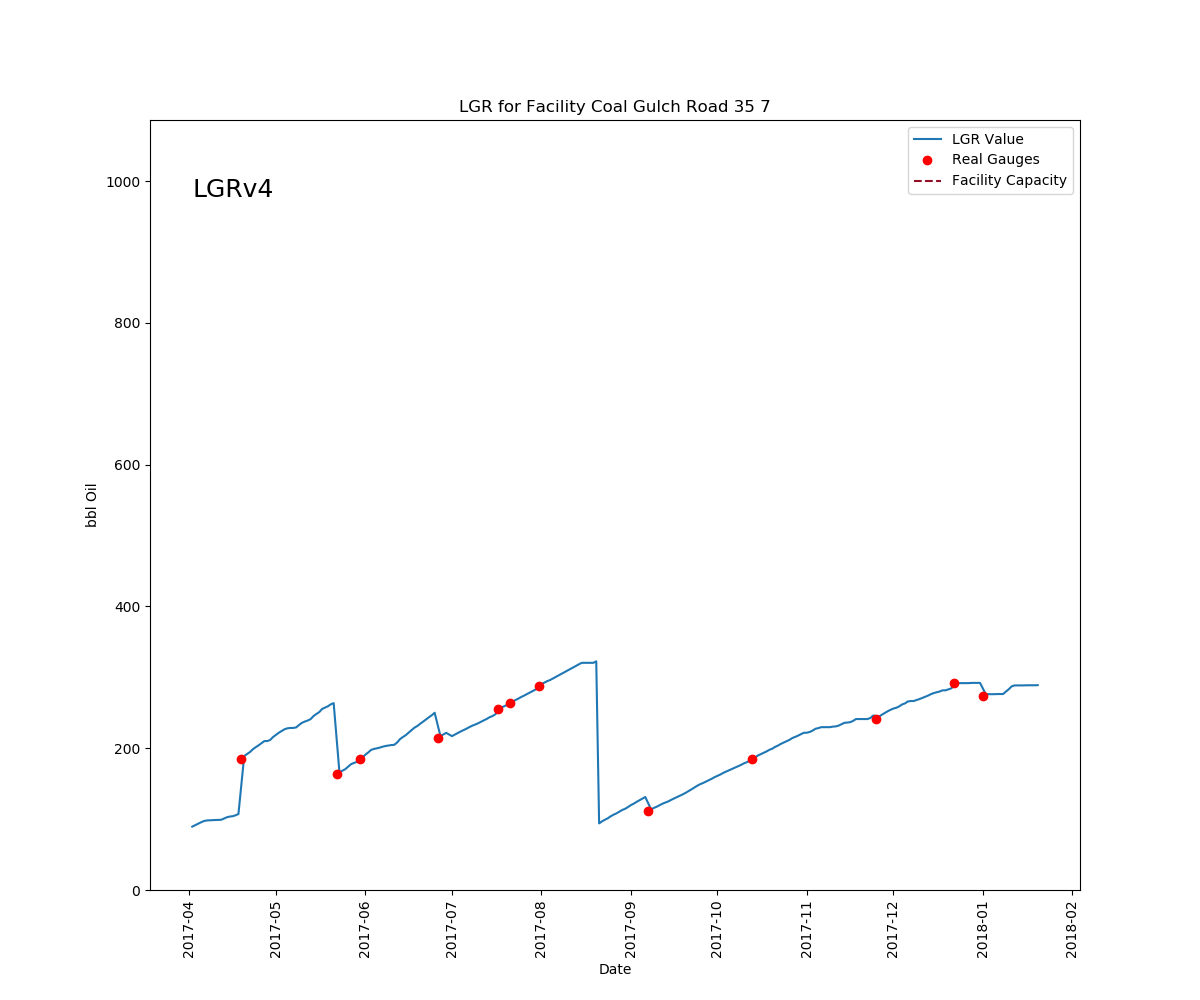 LGR for Facility Coal Gulch Road 35 7
LGRv4
LGR Value
Real Gauges
Facility Capacity
1000
800
600
400
200
0
bbl Oil
2017-04
2017-05
2017-06
2017-07
2017-08
2017-09
2017-10
2017-11
2017-12
2018-01
2018-02
Date